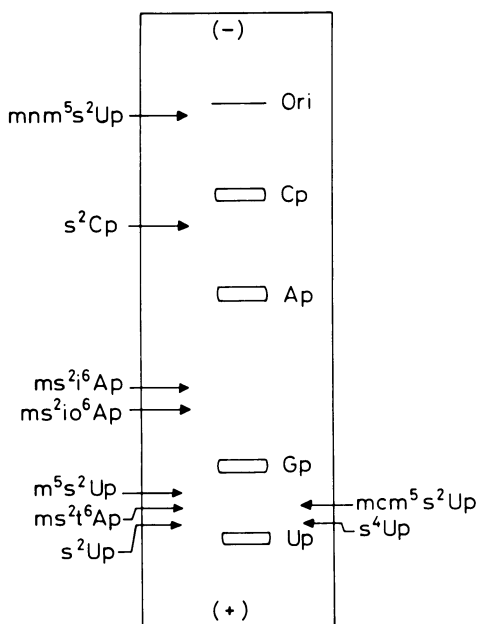 (-)
Ori
mnm⁵s²Up
Cp
s²Cp
Ap
ms²i⁶Ap
ms²io⁶Ap
Gp
m⁵s²Up
mcm⁵s²Up
ms²t⁶Ap
s⁴Up
Up
s²Up
(+)